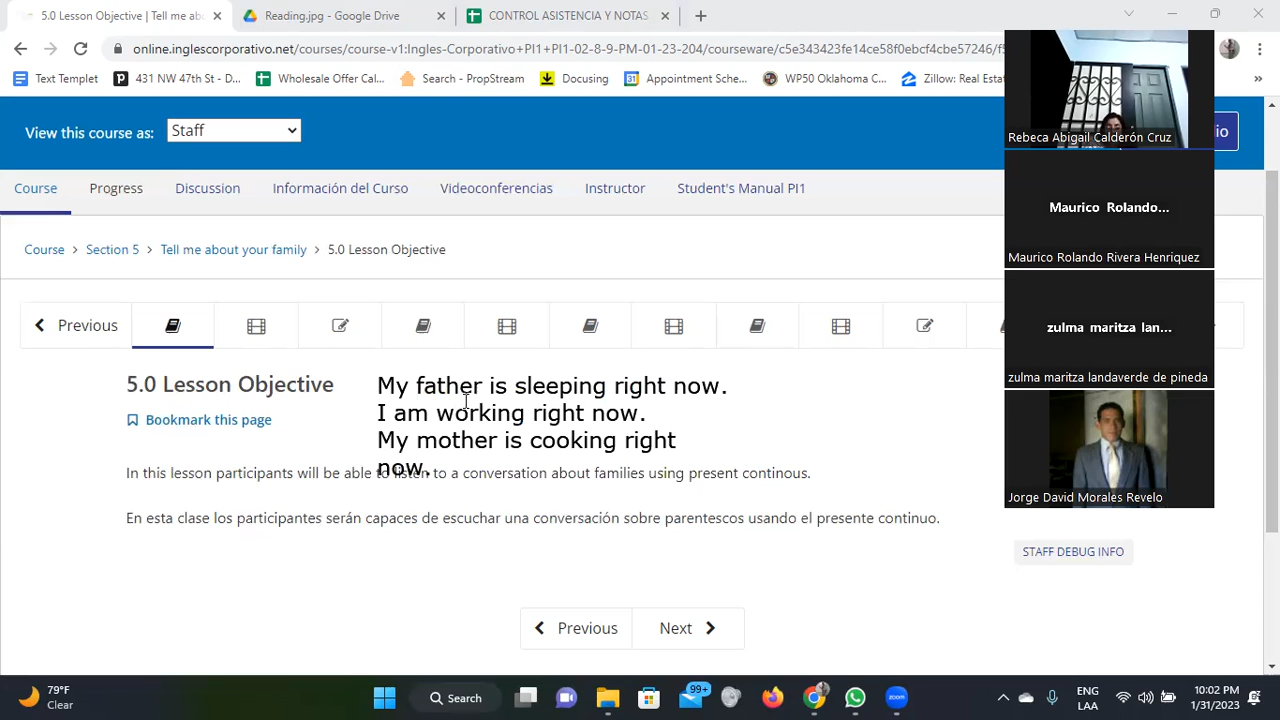 5.0 Lesson Objective | Tell me abo
Reading.jpg - Google Drive
CONTROL ASISTENCIA Y NOTAS
online.inglescorporativo.net/courses/course-v1:Ingles-Corporativo+PI1+PI1-02-8-9-PM-01-23-204/courseware/c5e343423fe14ce58f0ebcf4cbe57246/f5
Text Templet
431 NW 47th St - D...
Wholesale Offer Cal...
Search - PropStream
Docusing
Appointment Sche...
WP50 Oklahoma C...
Zillow: Real Estat
View this course as:
Staff
io
Course
Progress
Discussion
Información del Curso
Videoconferencias
Instructor
Student's Manual PI1
Course > Section 5 > Tell me about your family > 5.0 Lesson Objective
Previous
5.0 Lesson Objective
Bookmark this page
My father is sleeping right now.
I am working right now.
My mother is cooking right
now.
In this lesson participants will be able to listen to a conversation about families using present continous.
En esta clase los participantes serán capaces de escuchar una conversación sobre parentescos usando el presente continuo.
Previous
Next
Rebeca Abigail Calderón Cruz
Maurico Rolando...
Maurico Rolando Rivera Henriquez
zulma maritza lan...
zulma maritza landaverde de pineda
Jorge David Morales Revelo
STAFF DEBUG INFO
79°F
Clear
Search
99+
ENG
LAA
10:02 PM
1/31/2023